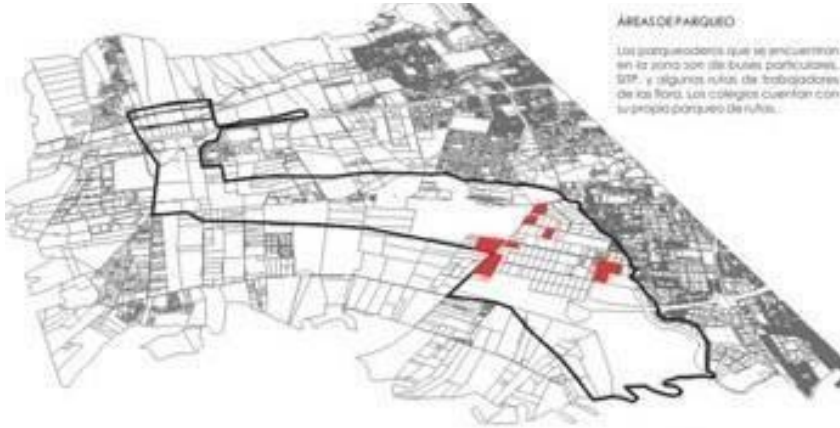 ÁREAS DE PARQUEO
Los parqueaderos que se encuentran
en la zona son de buses particulares,
SITP, y algunas rutas de trabajadores
de las flora. Los colegios cuentan con
su propio parqueo de rutas.